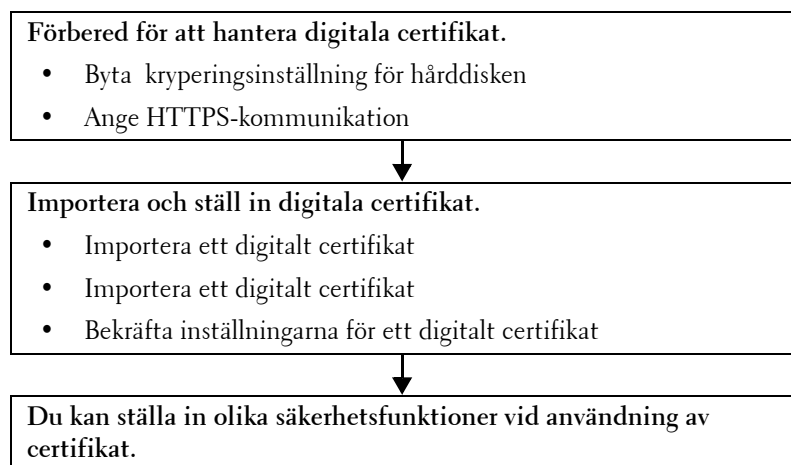 Förbered för att hantera digitala certifikat.
• Byta kryperingsinställning för hårddisken
• Ange HTTPS-kommunikation
Importera och ställ in digitala certifikat.
• Importera ett digitalt certifikat
• Importera ett digitalt certifikat
• Bekräfta inställningarna för ett digitalt certifikat
Du kan ställa in olika säkerhetsfunktioner vid användning av
certifikat.